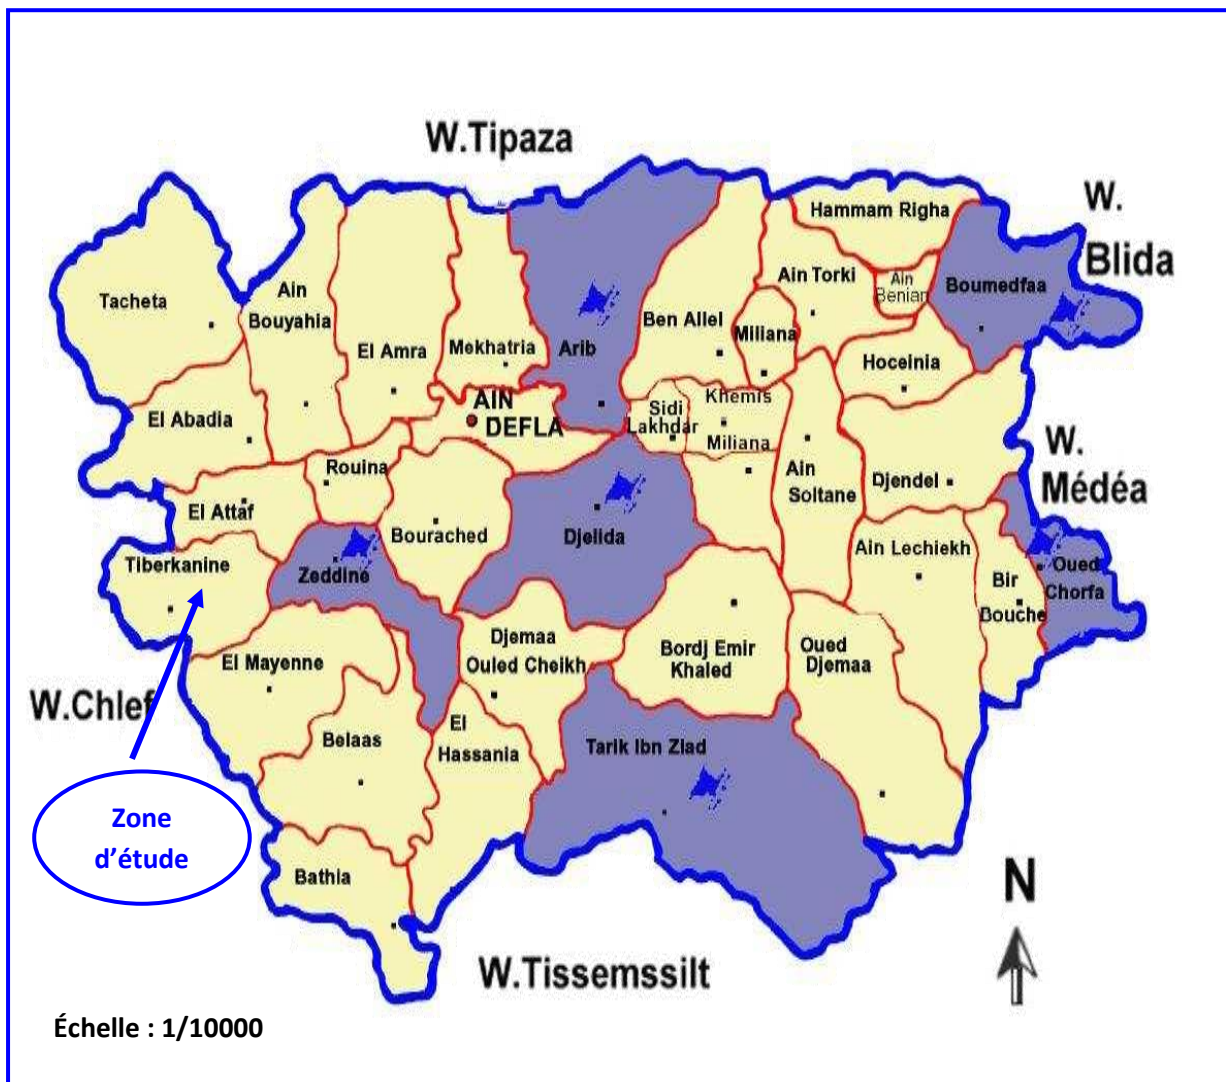 W.Tipaza
W.
Blida
Hammam Righa
Ain Torki
Ain
Benian
Boumedfaa
Tacheta
Ain
Bouyahia
El Amra
Mekhatria
Arib
Ben Allel
Miliana
Hoceinia
El Abadia
AIN
DEFLA
Sidi
Lakhdar
Khemis
Miliana
W.
Médéa
Rouina
El Attaf
Bourached
Djelida
Ain
Soltane
Djendel
Tiberkanine
Zeddine
Ain Lechiekh
Bir
Bouche
Oued
Chorfa
El Mayenne
Djemaa
Ouled Cheikh
Bordj Emir
Khaled
Oued
Djemaa
W.Chlef
Belaas
El
Hassania
Tarik Ibn Ziad
Zone
d’étude
Bathia
N
W.Tissemssilt
Échelle : 1/10000